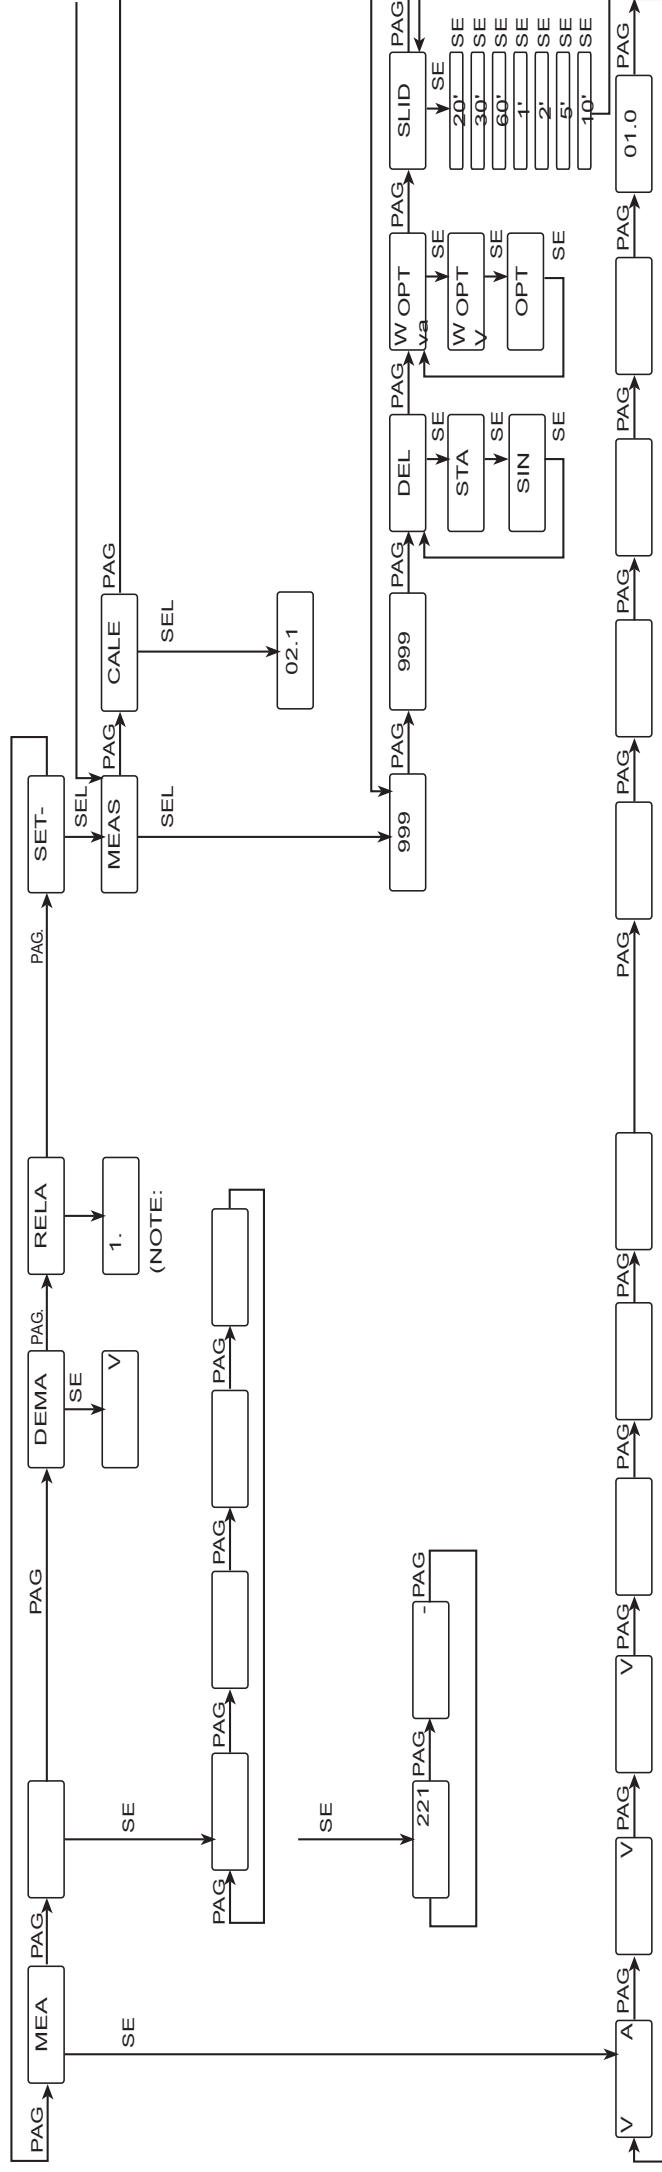 PAG MEA PAG PAG DEMA PAG. RELA PAG. SET-
SE SEL
V 1. MEAS PAG CALE PAG
SE SE
(NOTE:
SEL SEL
PAG PAG PAG PAG
02.1
SE
999 PAG 999 PAG DEL PAG W OPT PAG SLID PAG
va
221 PAG - PAG
SE SE SE
STA W OPT 20' SE
V 30' SE
SE SE 60' SE
SIN OPT 1' SE
2' SE
SE SE 5' SE
10' SE
V A PAG V PAG V PAG PAG PAG PAG PAG PAG PAG PAG 01.0 PAG